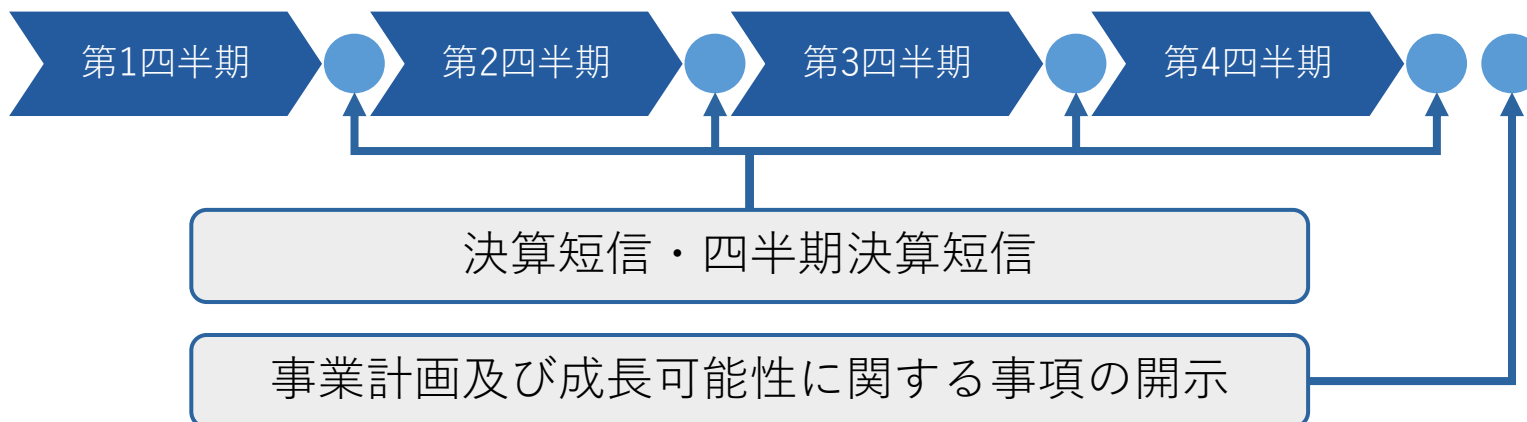 第1四半期
第2四半期
第3四半期
第4四半期
決算短信・四半期決算短信
事業計画及び成長可能性に関する事項の開示